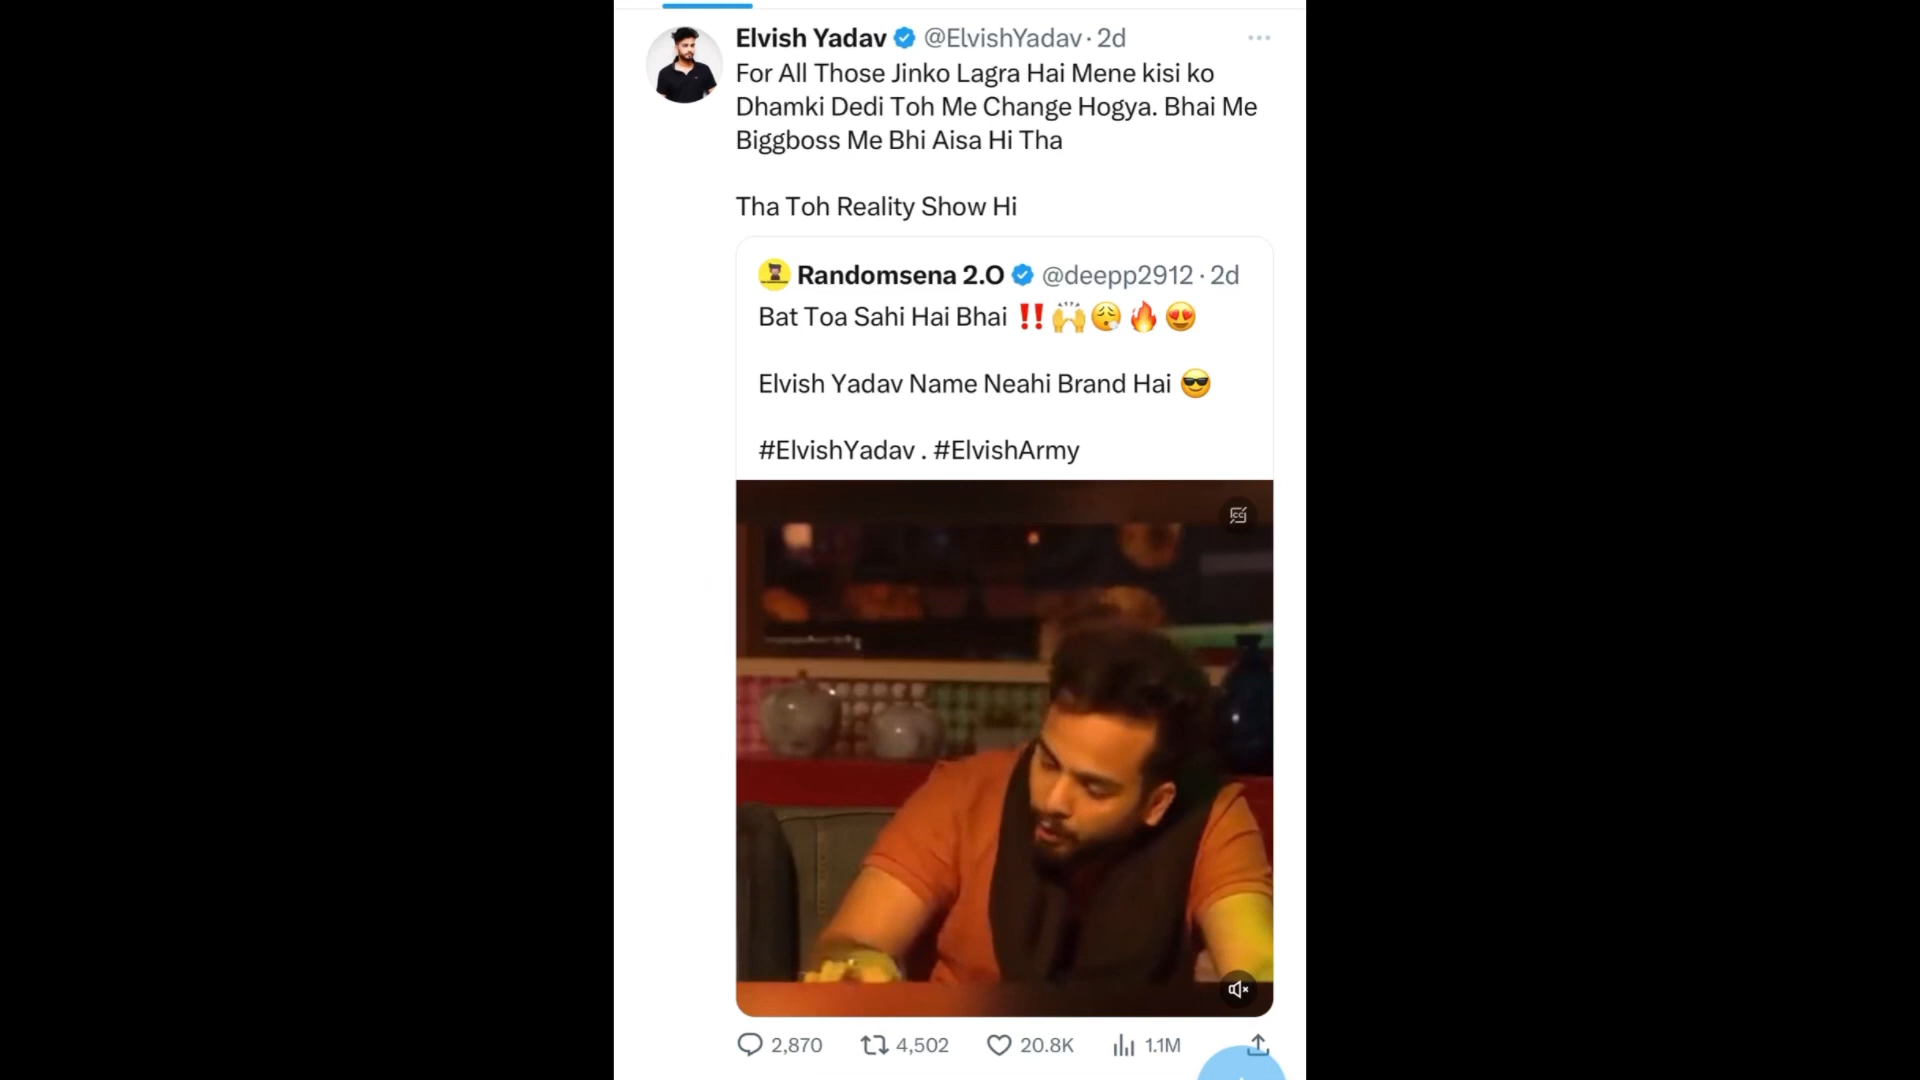 Elvish Yadav @ElvishYadav · 2d
For All Those Jinko Lagra Hai Mene kisi ko
Dhamki Dedi Toh Me Change Hogya. Bhai Me
Biggboss Me Bhi Aisa Hi Tha
Tha Toh Reality Show Hi
Randomsena 2.O @deepp2912 · 2d
Bat Toa Sahi Hai Bhai ‼️🙌😮‍💨🔥😍
Elvish Yadav Name Neahi Brand Hai 😎
#ElvishYadav . #ElvishArmy
2,870 4,502 20.8K 1.1M